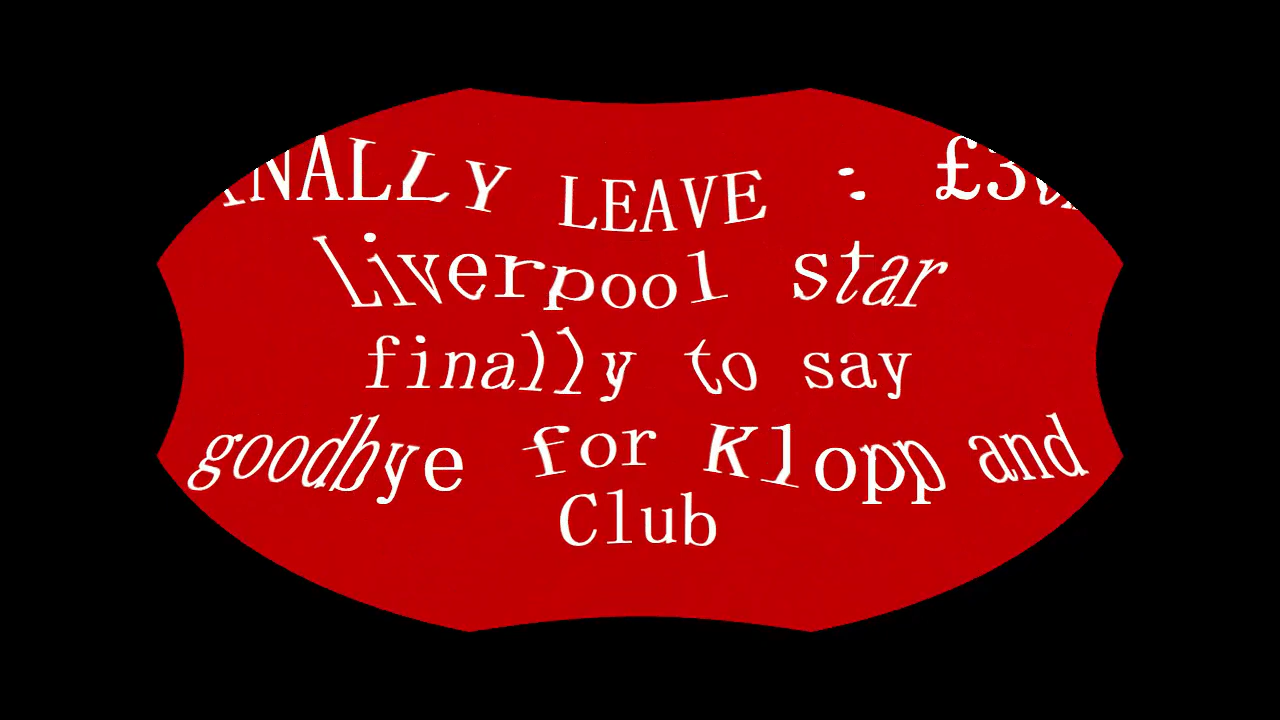 LEAVE :
Liverpool star
finally to say
goodbye for Klopp and
Club